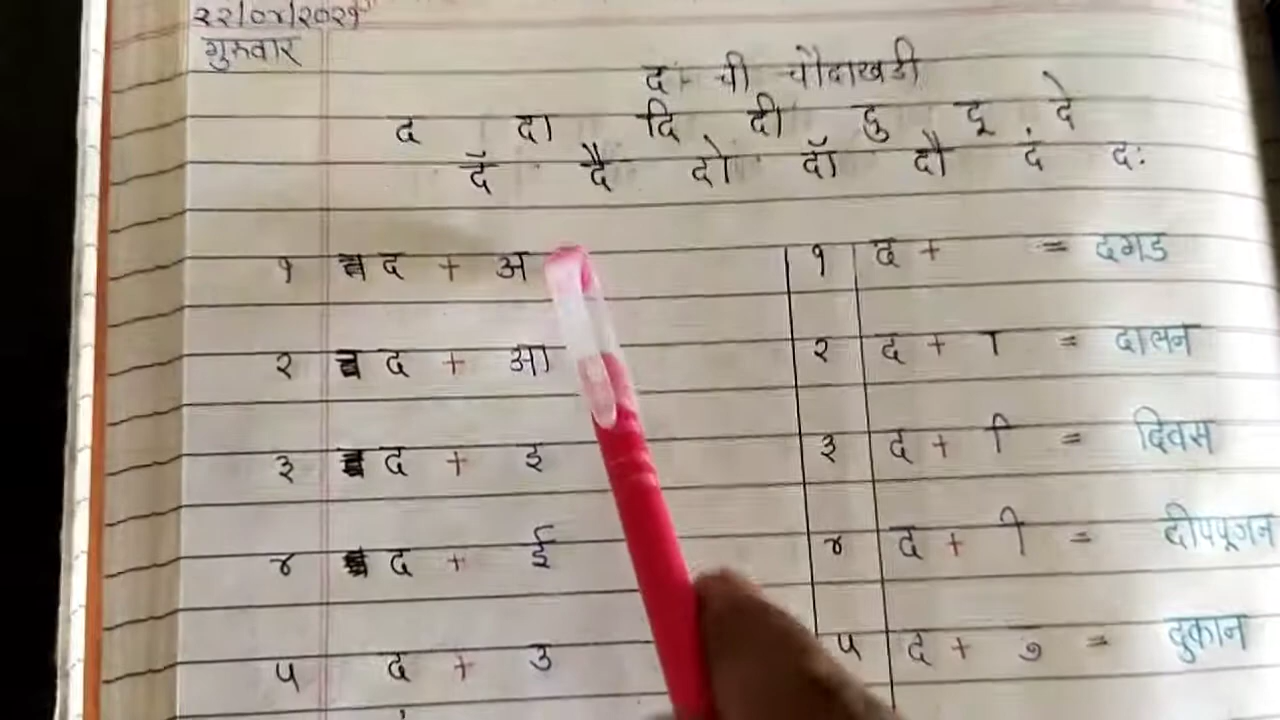 २२/०४/२०२१
गुरुवार
द ची चौदाखडी
द दा दि दी दु दू दे
दॅ दै दो दॉ दौ दं दः
१ द + अ १ द + = दगड
२ द + आ २ द + ा = दालन
३ द + इ ३ द + ि = दिवस
४ द + ई ४ द + ी = दीपपूजन
५ द + उ ५ द + ु = दुकान